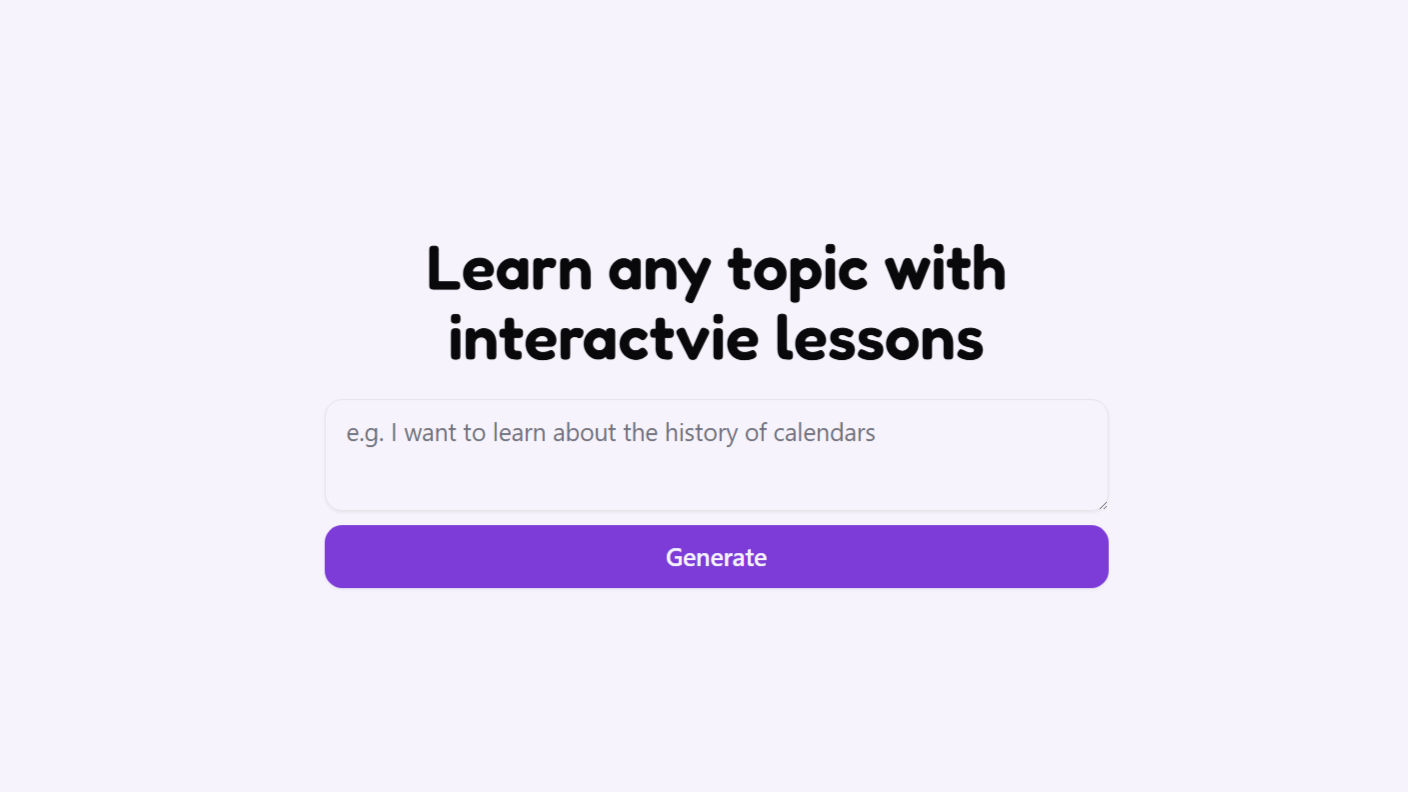 Learn any topic with
interactvie lessons
e.g. I want to learn about the history of calendars
Generate